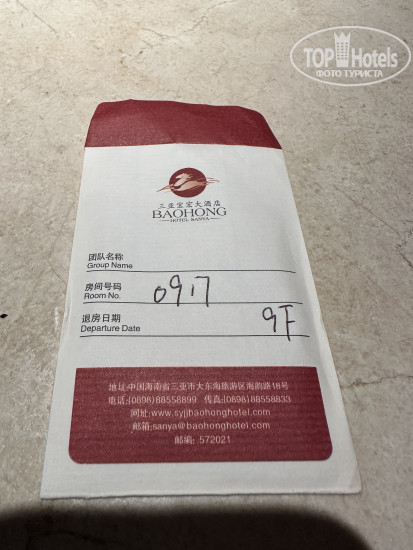 TOP Hotels
ФОТО ТУРИСТА
三亚宝宏大酒店
BAOHONG
HOTEL SANYA
团队名称
Group Name
房间号码
Room No. 0917
退房日期 9F
Departure Date
地址:中国海南省三亚市大东海旅游区海韵路18号
电话:(0898)88558899 传真:(0898)88558833
网址:www.syjjbaohonghotel.com
邮箱:sanya@baohonghotel.com
邮编: 572021